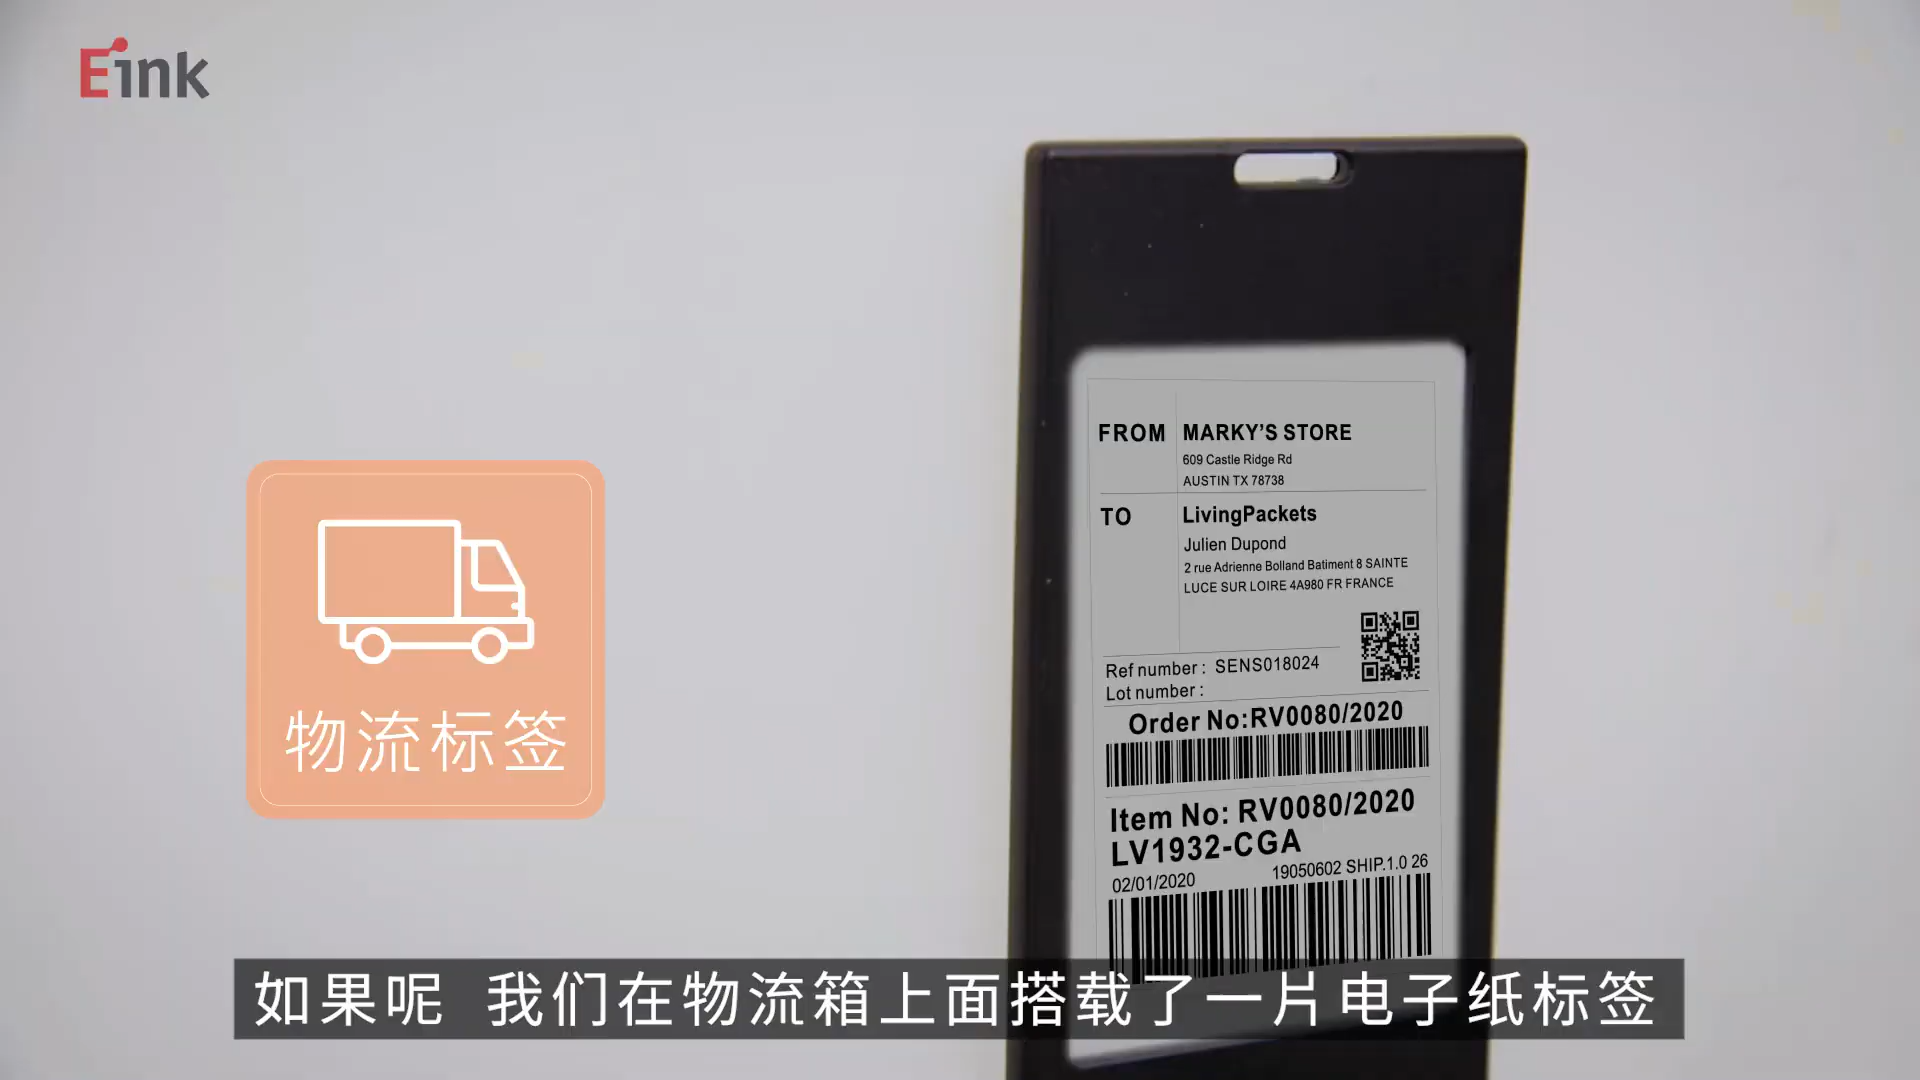 Eink
FROM MARKY'S STORE
609 Castle Ridge Rd
AUSTIN TX 78738
TO LivingPackets
Julien Dupond
2 rue Adrienne Bolland Batiment 8 SAINTE
LUCE SUR LOIRE 4A980 FR FRANCE
Ref number : SENS018024
Lot number :
Order No:RV0080/2020
Item No: RV0080/2020
LV1932-CGA
02/01/2020 19050602 SHIP.1.0 26
物流标签
如果呢 我们在物流箱上面搭载了一片电子纸标签